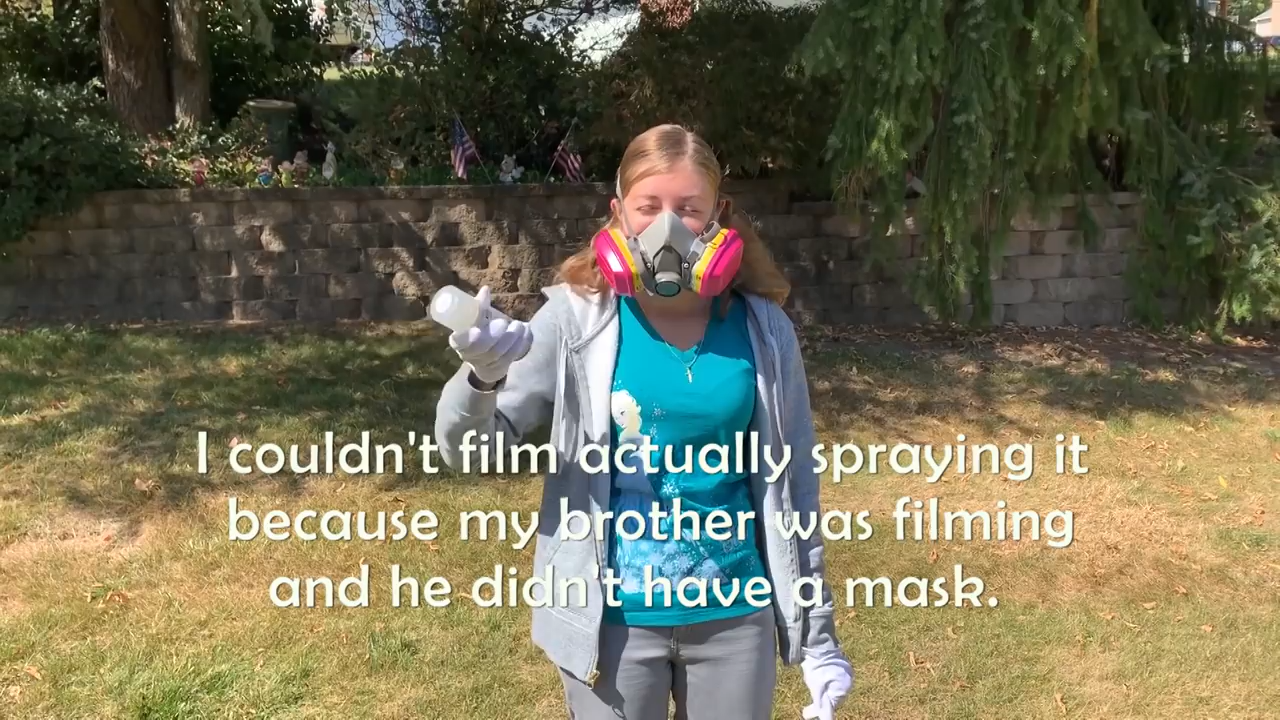 I couldn't film actually spraying it
because my brother was filming
and he didn't have a mask.